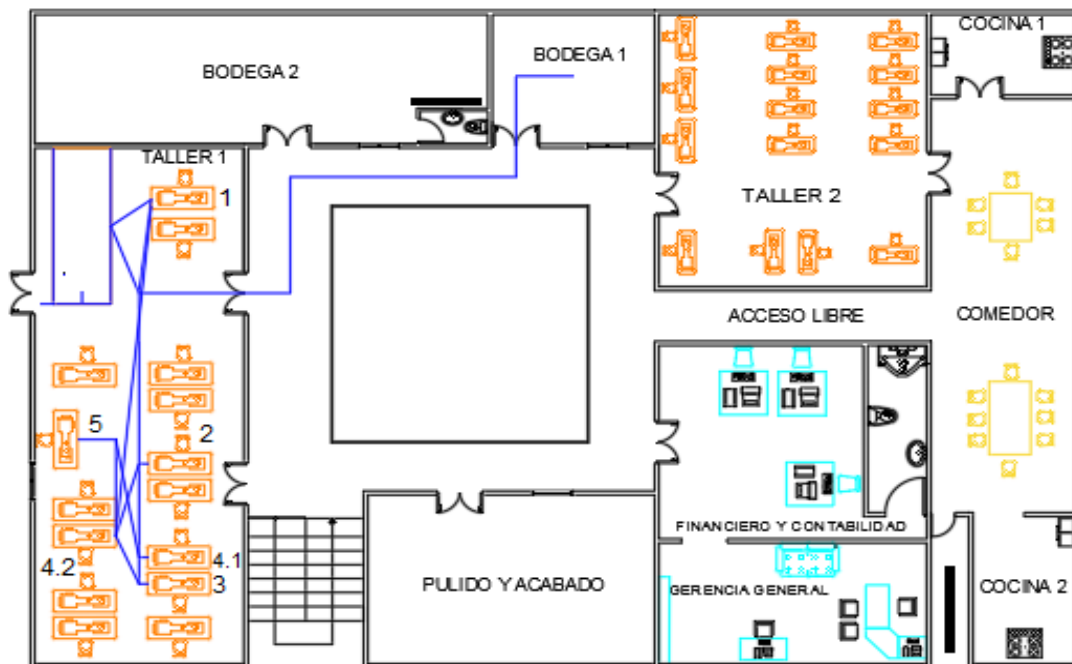 COCINA 1
BODEGA 2
BODEGA 1
TALLER 1
1
TALLER 2
ACCESO LIBRE
COMEDOR
5
2
FINANCIERO Y CONTABILIDAD
4.2
4.1
3
PULIDO Y ACABADO
GERENCIA GENERAL
COCINA 2